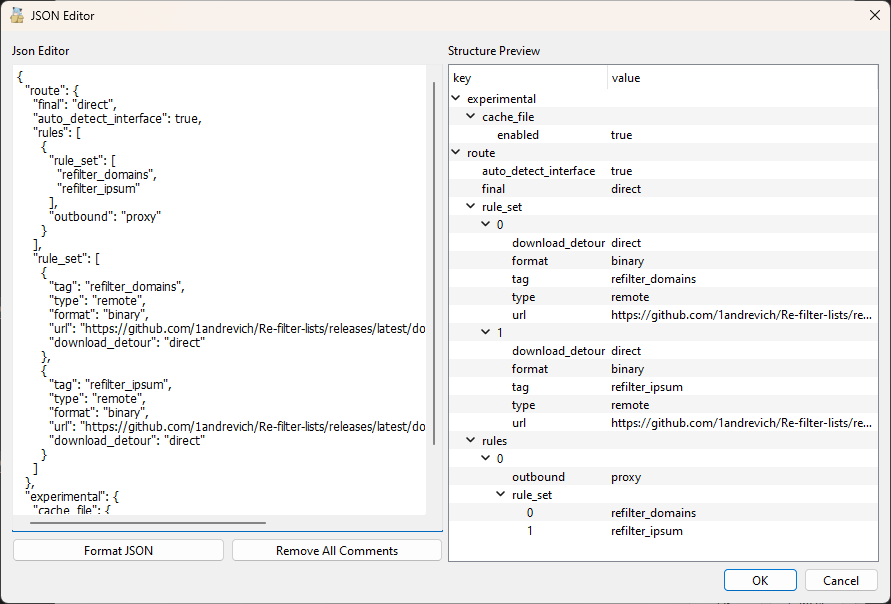 JSON Editor
Json Editor
{
"route": {
"final": "direct",
"auto_detect_interface": true,
"rules": [
{
"rule_set": [
"refilter_domains",
"refilter_ipsum"
],
"outbound": "proxy"
}
],
"rule_set": [
{
"tag": "refilter_domains",
"type": "remote",
"format": "binary",
"url": "https://github.com/1andrevich/Re-filter-lists/releases/latest/do
"download_detour": "direct"
},
{
"tag": "refilter_ipsum",
"type": "remote",
"format": "binary",
"url": "https://github.com/1andrevich/Re-filter-lists/releases/latest/do
"download_detour": "direct"
}
]
},
"experimental": {
"cache_file": {
Format JSON
Remove All Comments
Structure Preview
key value
experimental
cache_file
enabled true
route
auto_detect_interface true
final direct
rule_set
0
download_detour direct
format binary
tag refilter_domains
type remote
url https://github.com/1andrevich/Re-filter-lists/re...
1
download_detour direct
format binary
tag refilter_ipsum
type remote
url https://github.com/1andrevich/Re-filter-lists/re...
rules
0
outbound proxy
rule_set
0 refilter_domains
1 refilter_ipsum
OK
Cancel